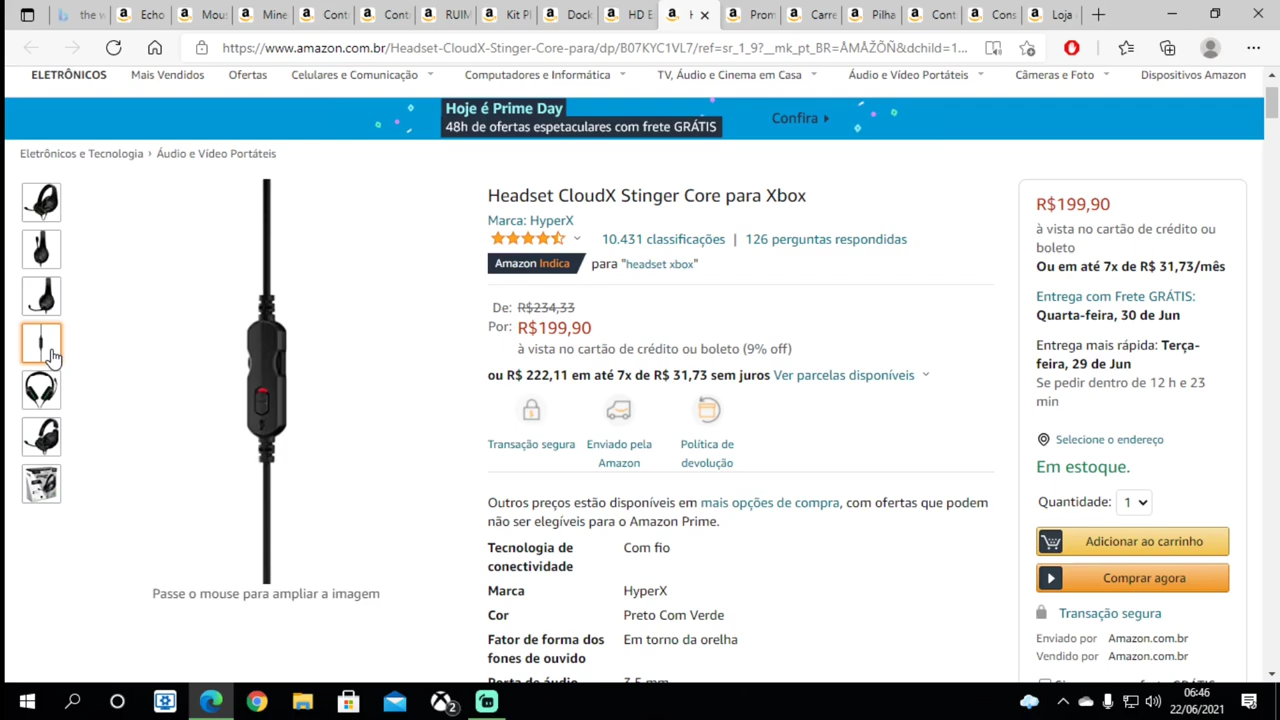 the w
Echo
Mous
Mine
Cont
Cont
RUIM
Kit Pl
Dock
HD E
H
Pron
Carre
Pilha
Cont
Cons
Loja
https://www.amazon.com.br/Headset-CloudX-Stinger-Core-para/dp/B07KYC1VL7/ref=sr_1_9?__mk_pt_BR=ÅMÅŽÕÑ&dchild=1...
ELETRÔNICOS Mais Vendidos Ofertas Celulares e Comunicação Computadores e Informática TV, Áudio e Cinema em Casa Áudio e Vídeo Portáteis Câmeras e Foto Dispositivos Amazon
Hoje é Prime Day
48h de ofertas espetaculares com frete GRÁTIS
Confira
Eletrônicos e Tecnologia › Áudio e Vídeo Portáteis
Passe o mouse para ampliar a imagem
Headset CloudX Stinger Core para Xbox
Marca: HyperX
10.431 classificações | 126 perguntas respondidas
Amazon Indica para "headset xbox"
De: R$234,33
Por: R$199,90
à vista no cartão de crédito ou boleto (9% off)
ou R$ 222,11 em até 7x de R$ 31,73 sem juros Ver parcelas disponíveis
Transação segura
Enviado pela
Amazon
Política de
devolução
Outros preços estão disponíveis em mais opções de compra, com ofertas que podem
não ser elegíveis para o Amazon Prime.
Tecnologia de
conectividade
Com fio
Marca HyperX
Cor Preto Com Verde
Fator de forma dos
fones de ouvido
Em torno da orelha
Porta de áudio 3.5 mm
R$199,90
à vista no cartão de crédito ou
boleto
Ou em até 7x de R$ 31,73/mês
Entrega com Frete GRÁTIS:
Quarta-feira, 30 de Jun
Entrega mais rápida: Terça-
feira, 29 de Jun
Se pedir dentro de 12 h e 23
min
Selecione o endereço
Em estoque.
Quantidade: 1
Adicionar ao carrinho
Comprar agora
Transação segura
Enviado por Amazon.com.br
Vendido por Amazon.com.br
2
06:46
22/06/2021